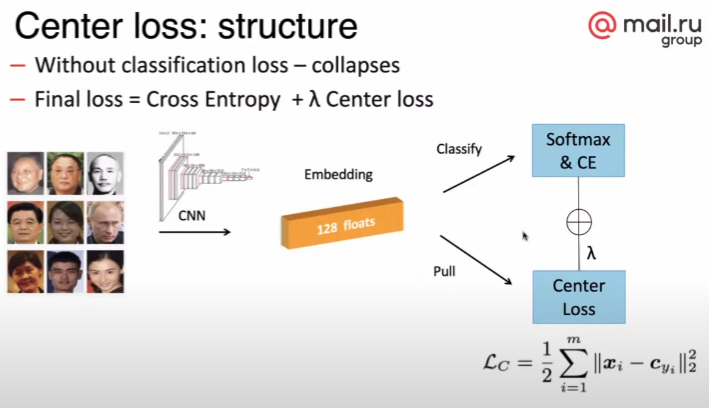 Center loss: structure
@ mail.ru
group
– Without classification loss – collapses
– Final loss = Cross Entropy + λ Center loss
CNN
Embedding
128 floats
Classify
Pull
Softmax
& CE
λ
Center
Loss
$\mathcal{L}_C = \frac{1}{2} \sum_{i=1}^{m} \|\boldsymbol{x}_i - \boldsymbol{c}_{y_i}\|_2^2$